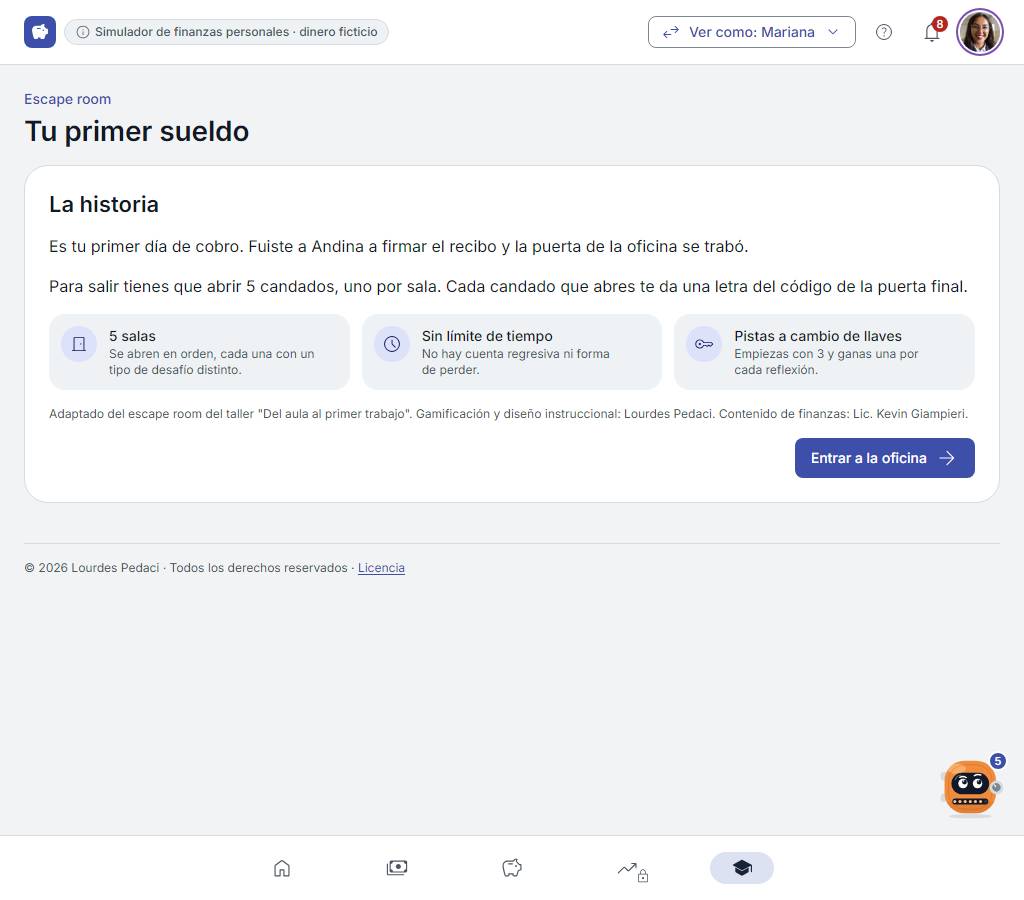 Simulador de finanzas personales · dinero ficticio
Ver como: Mariana
8
Escape room
Tu primer sueldo
La historia
Es tu primer día de cobro. Fuiste a Andina a firmar el recibo y la puerta de la oficina se trabó.
Para salir tienes que abrir 5 candados, uno por sala. Cada candado que abres te da una letra del código de la puerta final.
5 salas
Se abren en orden, cada una con un
tipo de desafío distinto.
Sin límite de tiempo
No hay cuenta regresiva ni forma
de perder.
Pistas a cambio de llaves
Empiezas con 3 y ganas una por
cada reflexión.
Adaptado del escape room del taller "Del aula al primer trabajo". Gamificación y diseño instruccional: Lourdes Pedaci. Contenido de finanzas: Lic. Kevin Giampieri.
Entrar a la oficina
© 2026 Lourdes Pedaci · Todos los derechos reservados · Licencia
5